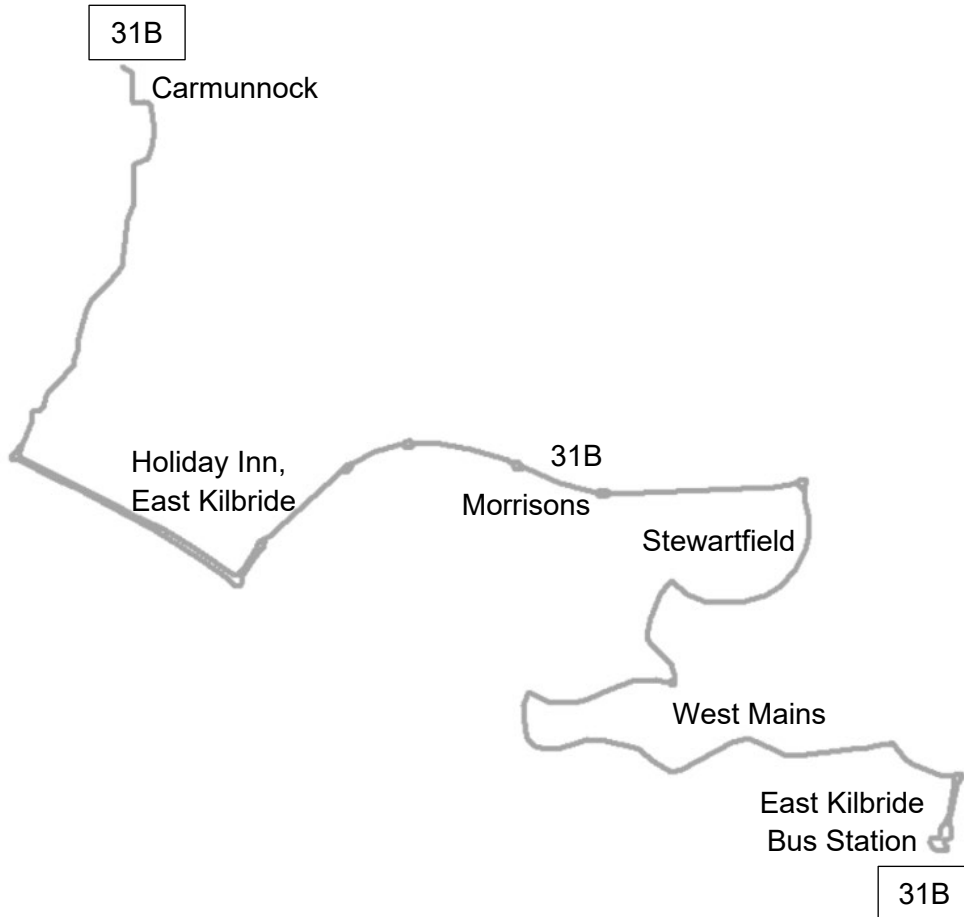 31B
Carmunnock
Holiday Inn,
East Kilbride
31B
Morrisons
Stewartfield
West Mains
East Kilbride
Bus Station
31B